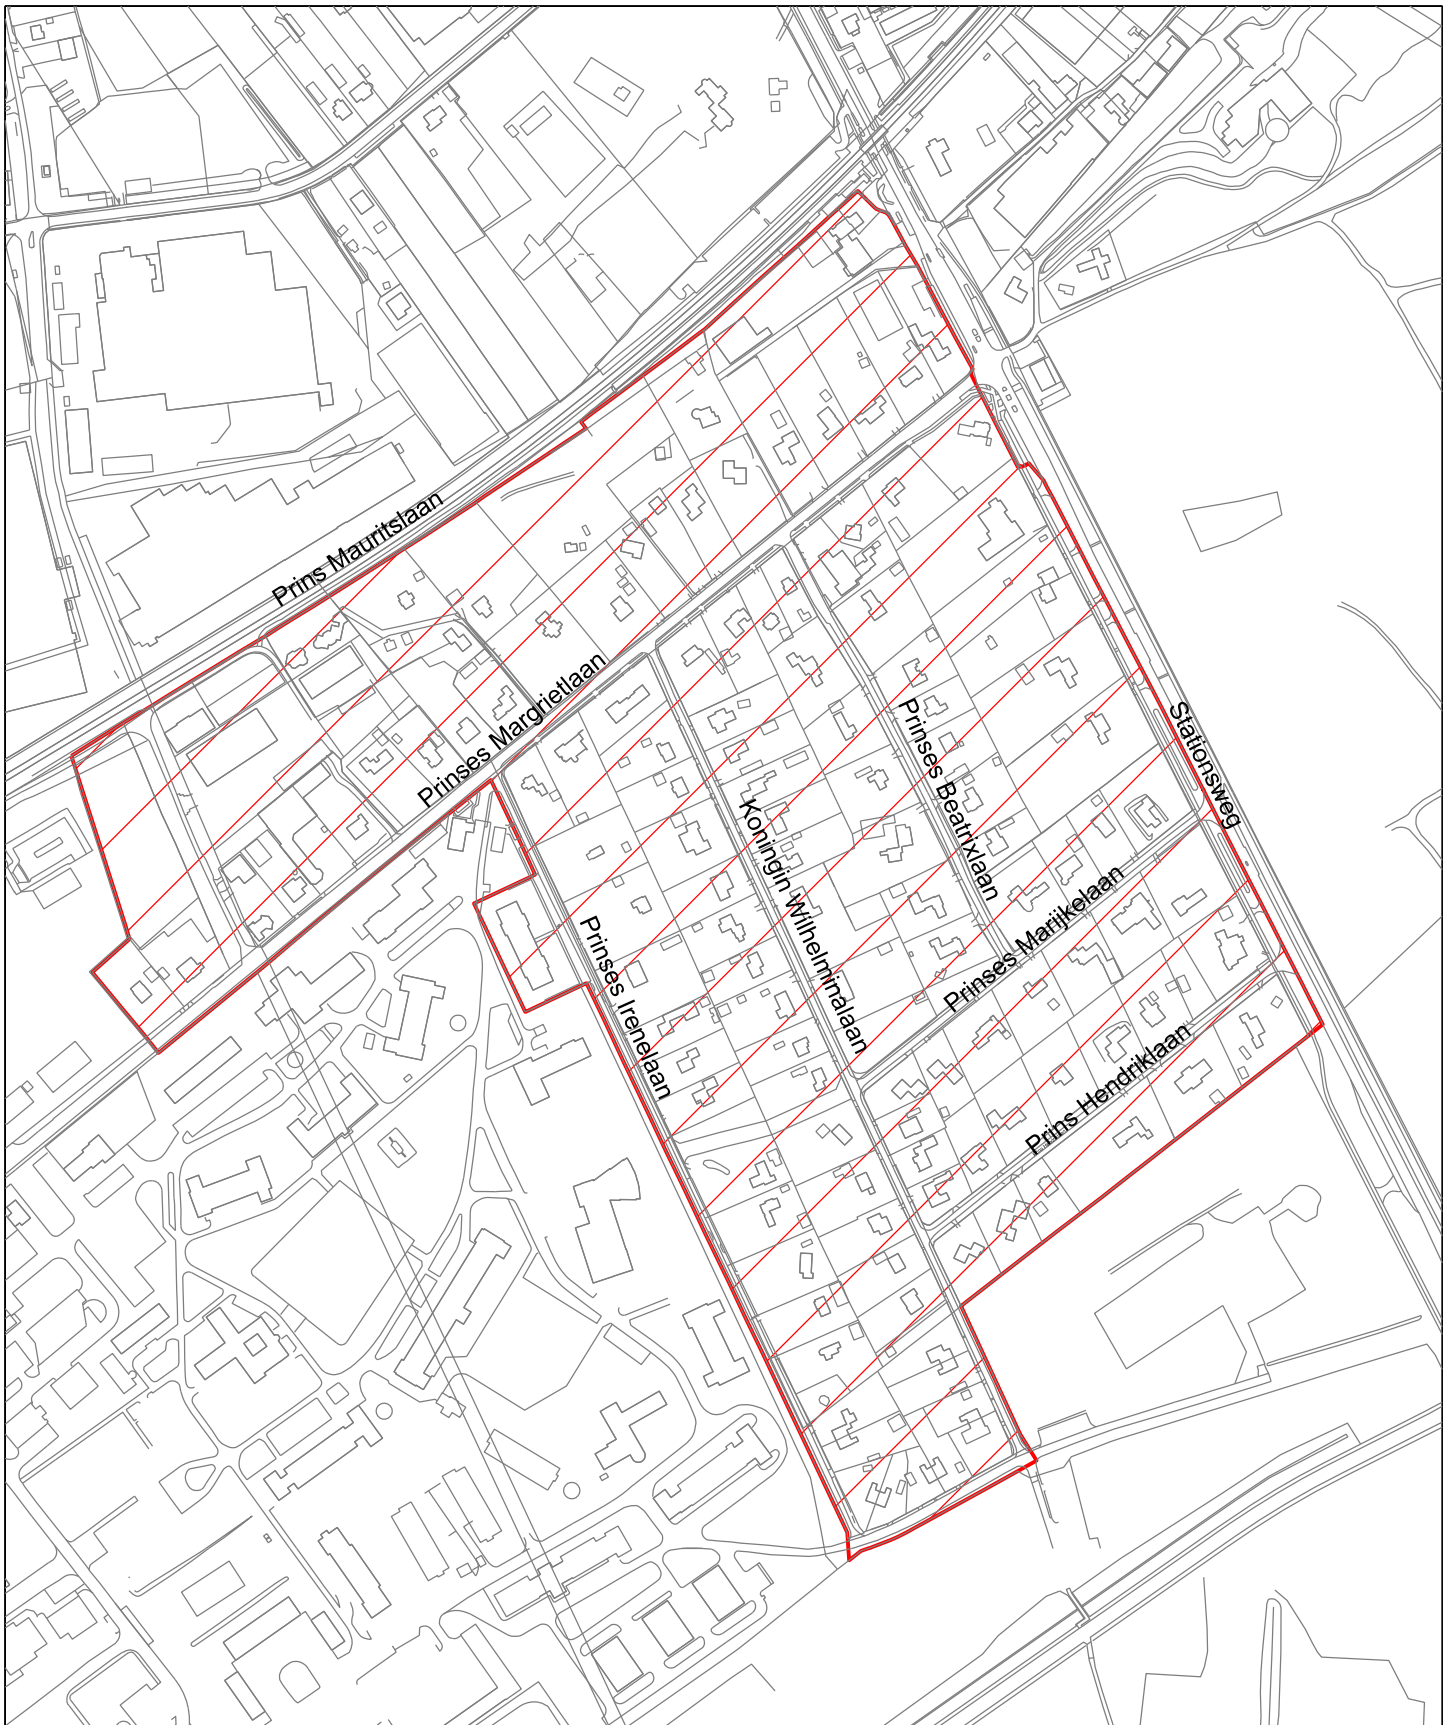 Prins Mauritslaan
Prinses Margrietlaan
Prinses Beatrixlaan
Stationsweg
Koningin Wilhelminalaan
Prinses Marijkelaan
Prinses Irenelaan
Prins Hendriklaan